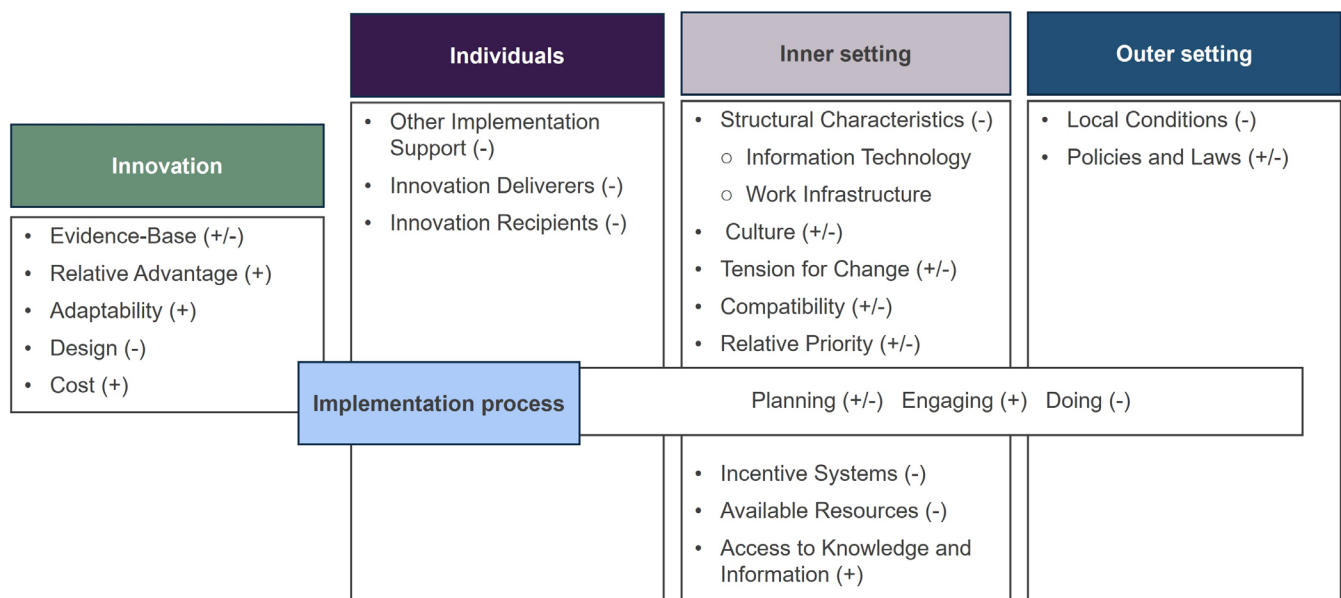 Innovation
• Evidence-Base (+/-)
• Relative Advantage (+)
• Adaptability (+)
• Design (-)
• Cost (+)
Individuals
• Other Implementation
Support (-)
• Innovation Deliverers (-)
• Innovation Recipients (-)
Inner setting
• Structural Characteristics (-)
○ Information Technology
○ Work Infrastructure
• Culture (+/-)
• Tension for Change (+/-)
• Compatibility (+/-)
• Relative Priority (+/-)
• Incentive Systems (-)
• Available Resources (-)
• Access to Knowledge and
Information (+)
Outer setting
• Local Conditions (-)
• Policies and Laws (+/-)
Implementation process
Planning (+/-) Engaging (+) Doing (-)